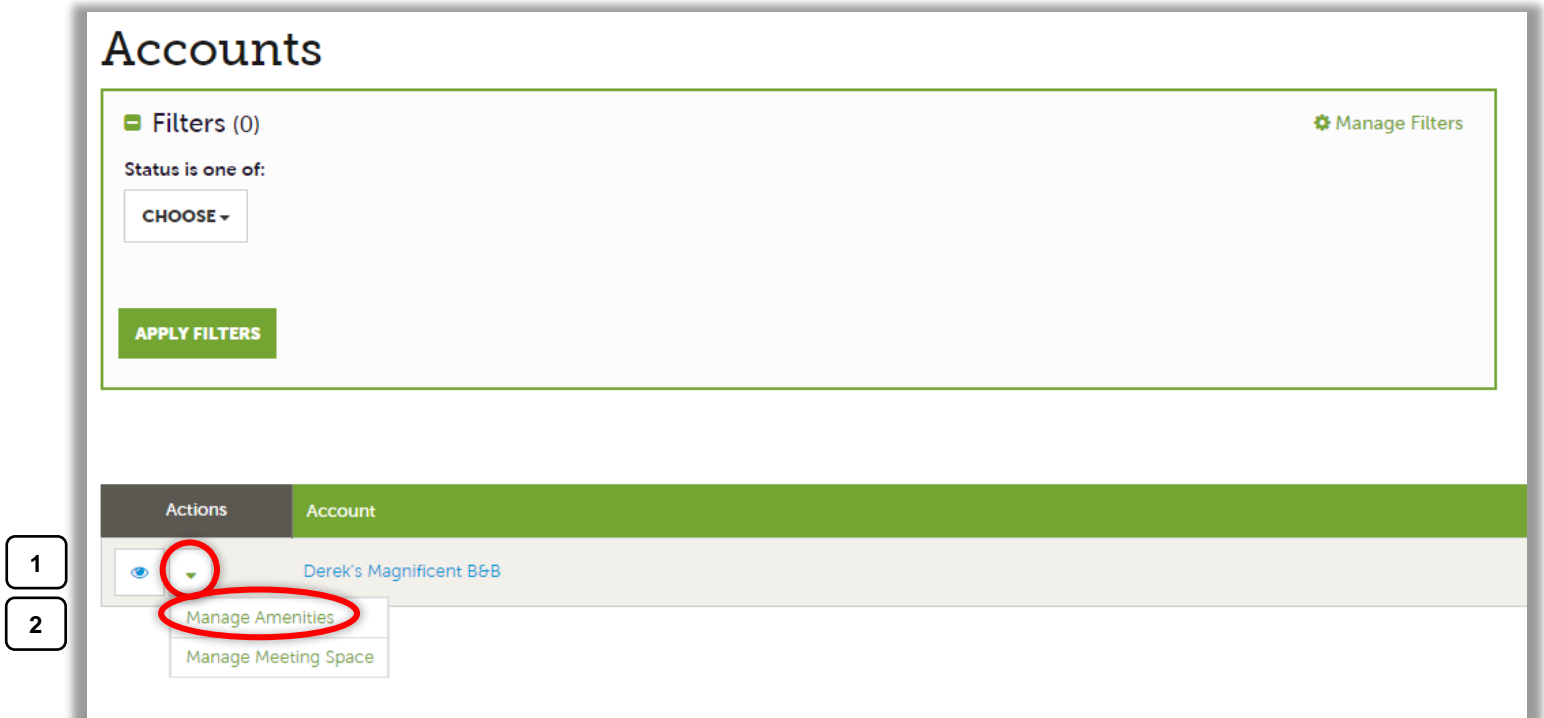 Accounts
Filters (0)
Manage Filters
Status is one of:
CHOOSE
APPLY FILTERS
Actions Account
1
Derek's Magnificent B&B
2
Manage Amenities
Manage Meeting Space